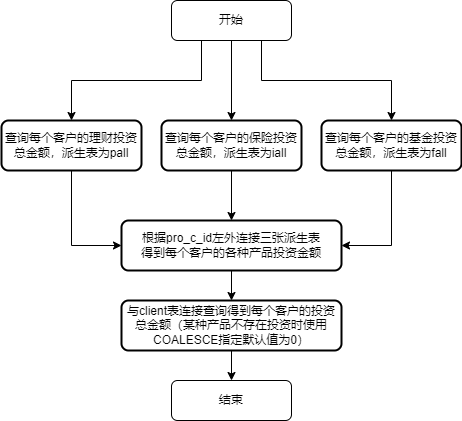 开始
查询每个客户的理财投资
总金额，派生表为pall
查询每个客户的保险投资
总金额，派生表为iall
查询每个客户的基金投资
总金额，派生表为fall
根据pro_c_id左外连接三张派生表
得到每个客户的各种产品投资金额
与client表连接查询得到每个客户的投资
总金额（某种产品不存在投资时使用
COALESCE指定默认值为0）
结束